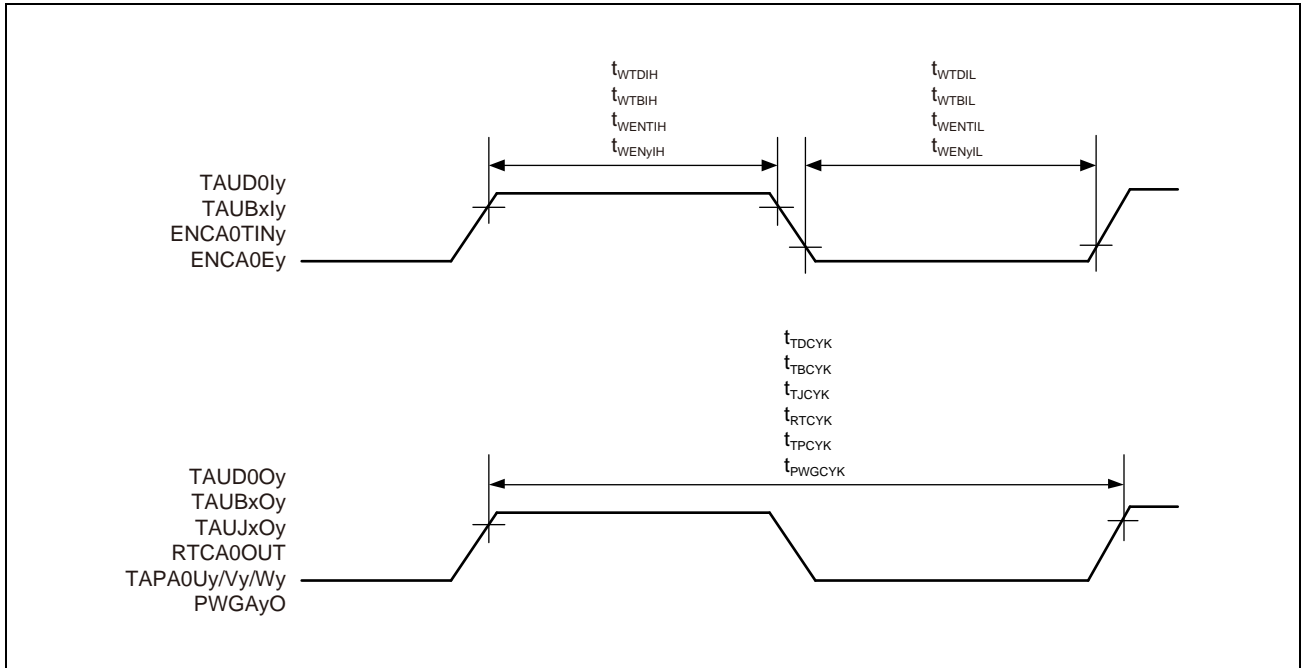 tWTDIH
tWTBIH
tWENTIH
tWENyIH
tWTDIL
tWTBIL
tWENTIL
tWENyIL
TAUD0Iy
TAUBxIy
ENCA0TINy
ENCA0Ey
tTDCYK
tTBCYK
tTJCYK
tRTCYK
tTPCYK
tPWGCYK
TAUD0Oy
TAUBxOy
TAUJxOy
RTCA0OUT
TAPA0Uy/Vy/Wy
PWGAyO